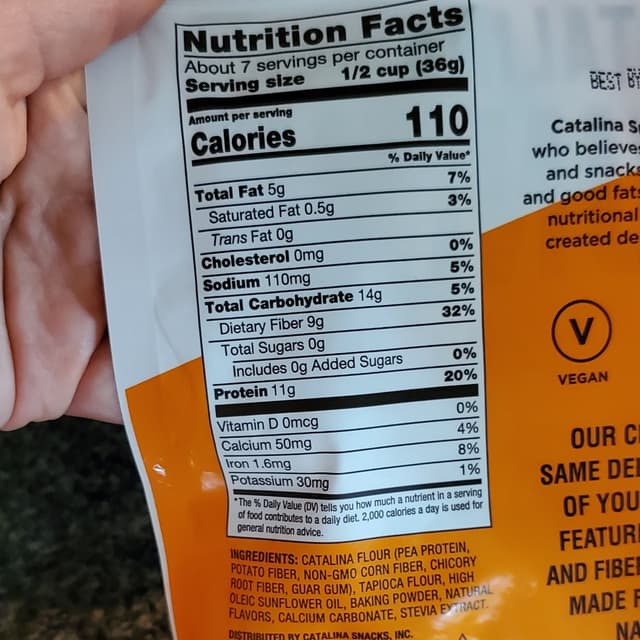 Nutrition Facts
About 7 servings per container
Serving size 1/2 cup (36g)
Amount per serving
Calories 110
% Daily Value*
Total Fat 5g 7%
Saturated Fat 0.5g 3%
Trans Fat 0g
Cholesterol 0mg 0%
Sodium 110mg 5%
Total Carbohydrate 14g 5%
Dietary Fiber 9g 32%
Total Sugars 0g
Includes 0g Added Sugars 0%
Protein 11g 20%
Vitamin D 0mcg 0%
Calcium 50mg 4%
Iron 1.6mg 8%
Potassium 30mg 1%
*The % Daily Value (DV) tells you how much a nutrient in a serving
of food contributes to a daily diet. 2,000 calories a day is used for
general nutrition advice.
INGREDIENTS: CATALINA FLOUR (PEA PROTEIN,
POTATO FIBER, NON-GMO CORN FIBER, CHICORY
ROOT FIBER, GUAR GUM), TAPIOCA FLOUR, HIGH
OLEIC SUNFLOWER OIL, BAKING POWDER, NATURAL
FLAVORS, CALCIUM CARBONATE, STEVIA EXTRACT.
DISTRIBUTED BY CATALINA SNACKS, INC.
BEST BY
Catalina
who believe
and snacks
and good fats
nutritional
created de
V
VEGAN
OUR
SAME
OF YOU
FEATUR
AND FIBE
MADE